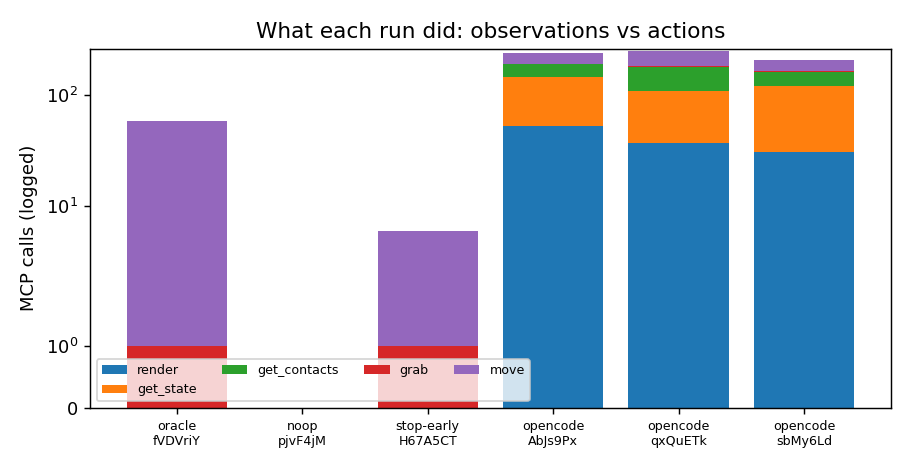 What each run did: observations vs actions
MCP calls (logged)
10²
10¹
10⁰
0
render
get_state
get_contacts
grab
move
oracle
fVDVriY
noop
pjvF4jM
stop-early
H67A5CT
opencode
AbJs9Px
opencode
qxQuETk
opencode
sbMy6Ld